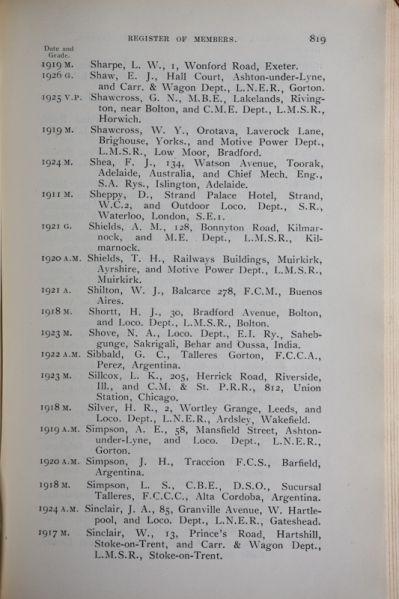 REGISTER OF MEMBERS. 819
Date and
Grade.
1919 M. Sharpe, L. W., 1, Wonford Road, Exeter.
1926 G. Shaw, E. J., Hall Court, Ashton-under-Lyne,
and Carr. & Wagon Dept., L.N.E.R., Gorton.
1925 V.P. Shawcross, G. N., M.B.E., Lakelands, Riving-
ton, near Bolton, and C.M.E. Dept., L.M.S.R.,
Horwich.
1919 M. Shawcross, W. Y., Orotava, Laverock Lane,
Brighouse, Yorks., and Motive Power Dept.,
L.M.S.R., Low Moor, Bradford.
1924 M. Shea, F. J., 134, Watson Avenue, Toorak,
Adelaide, Australia, and Chief Mech. Eng.,
S.A. Rys., Islington, Adelaide.
1911 M. Sheppy, D., Strand Palace Hotel, Strand,
W.C.2, and Outdoor Loco. Dept., S.R.,
Waterloo, London, S.E.1.
1921 G. Shields, A. M., 128, Bonnyton Road, Kilmar-
nock, and M.E. Dept., L.M.S.R., Kil-
marnock.
1920 A.M. Shields, T. H., Railways Buildings, Muirkirk,
Ayrshire, and Motive Power Dept., L.M.S.R.,
Muirkirk.
1921 A. Shilton, W. J., Balcarce 278, F.C.M., Buenos
Aires.
1918 M. Shortt, H. J., 30, Bradford Avenue, Bolton,
and Loco. Dept., L.M.S.R., Bolton.
1923 M. Shove, N. A., Loco. Dept., E.I. Ry., Saheb-
gunge, Sakrigali, Behar and Oussa, India.
1922 A.M. Sibbald, G. C., Talleres Gorton, F.C.C.A.,
Perez, Argentina.
1923 M. Sillcox, L. K., 205, Herrick Road, Riverside,
Ill., and C.M. & St. P.R.R., 812, Union
Station, Chicago.
1918 M. Silver, H. R., 2, Wortley Grange, Leeds, and
Loco. Dept., L.N.E.R., Ardsley, Wakefield.
1919 A.M. Simpson, A. E., 58, Mansfield Street, Ashton-
under-Lyne, and Loco. Dept., L.N.E.R.,
Gorton.
1920 A.M. Simpson, J. H., Traccion F.C.S., Barfield,
Argentina.
1918 M. Simpson, L. S., C.B.E., D.S.O., Sucursal
Talleres, F.C.C.C., Alta Cordoba, Argentina.
1924 A.M. Sinclair, J. A., 85, Granville Avenue, W. Hartle-
pool, and Loco. Dept., L.N.E.R., Gateshead.
1917 M. Sinclair, W., 13, Prince's Road, Hartshill,
Stoke-on-Trent, and Carr. & Wagon Dept.,
L.M.S.R., Stoke-on-Trent.